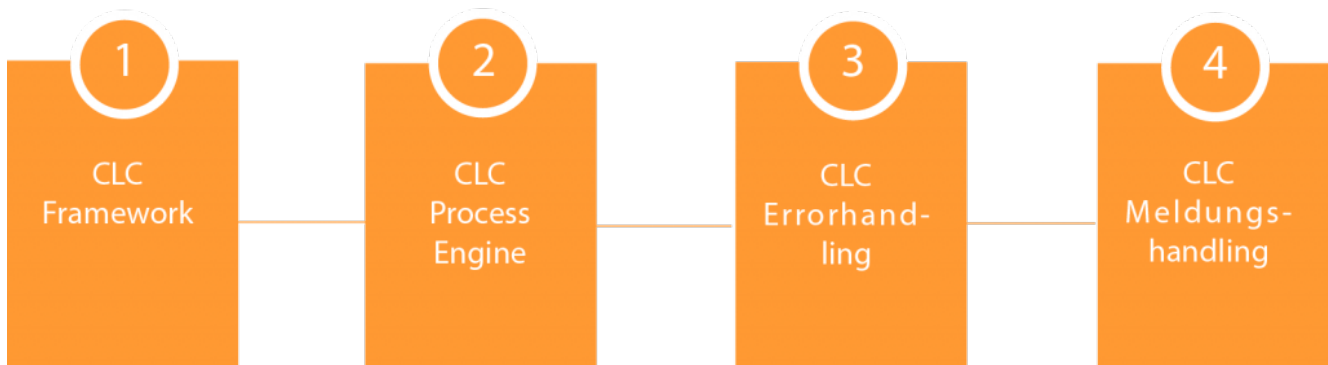 1
CLC
Framework
2
CLC
Process
Engine
3
CLC
Errorhand-
ling
4
CLC
Meldungs-
handling